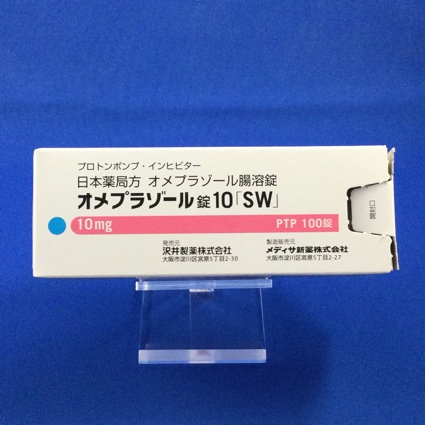 プロトンポンプ・インヒビター
日本薬局方 オメプラゾール腸溶錠
オメプラゾール錠10「SW」
10mg PTP 100錠
発売元
沢井製薬株式会社
大阪市淀川区宮原5丁目2-30
製造販売元
メディサ新薬株式会社
大阪市淀川区宮原5丁目2-27
開封口